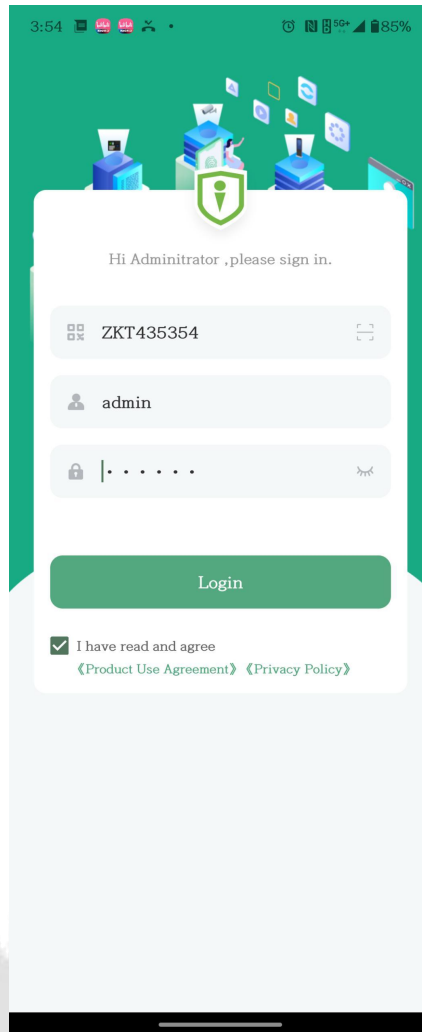 3:54
5G+
85%
Hi Adminitrator ,please sign in.
ZKT435354
admin
Login
I have read and agree
《Product Use Agreement》《Privacy Policy》